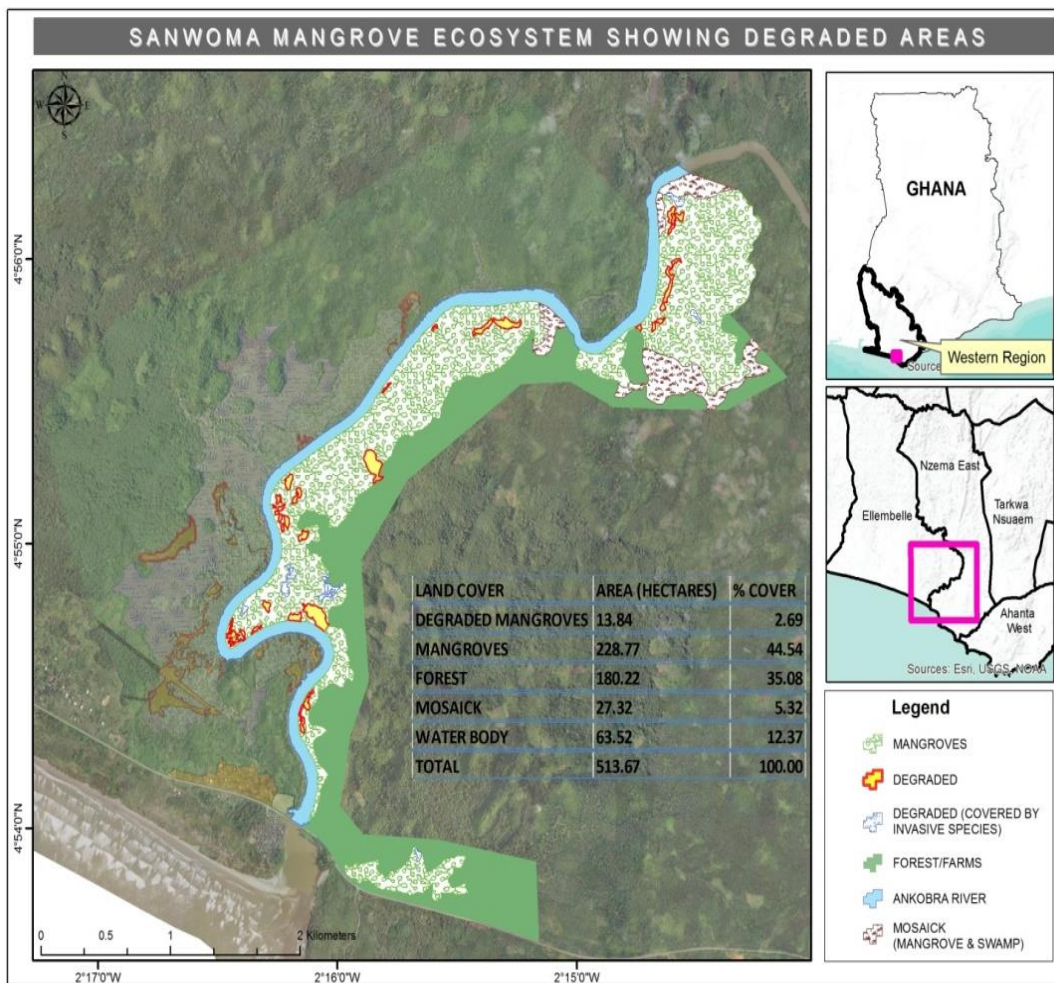 SANWOMA MANGROVE ECOSYSTEM SHOWING DEGRADED AREAS
N
W E
S
4°56'0"N
4°55'0"N
4°54'0"N
2°17'0"W 2°16'0"W 2°15'0"W
0 0.5 1 2 Kilometers
LAND COVER AREA (HECTARES) % COVER
DEGRADED MANGROVES 13.84 2.69
MANGROVES 228.77 44.54
FOREST 180.22 35.08
MOSAICK 27.32 5.32
WATER BODY 63.52 12.37
TOTAL 513.67 100.00
GHANA
Western Region
Source
Nzema East
Ellembelle
Tarkwa
Nsuaem
Ahanta
West
Sources: Esri, USGS, NOAA
Legend
MANGROVES
DEGRADED
DEGRADED (COVERED BY
INVASIVE SPECIES)
FOREST/FARMS
ANKOBRA RIVER
MOSAICK
(MANGROVE & SWAMP)